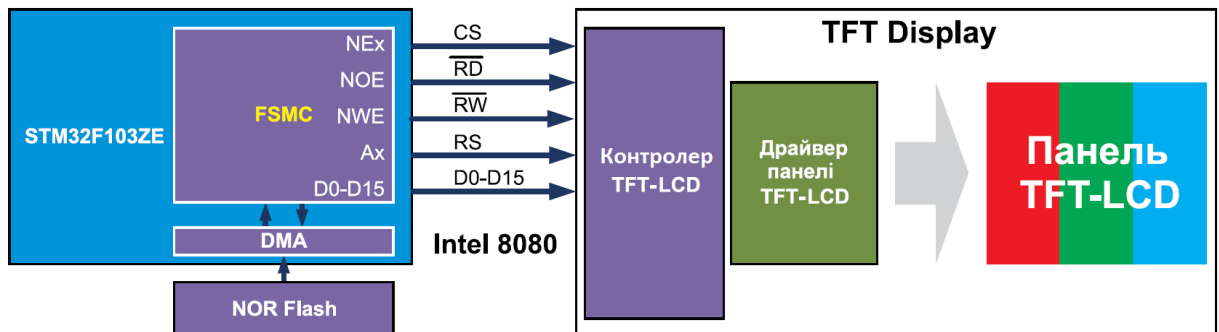 STM32F103ZE
FSMC
NEx
NOE
NWE
Ax
D0-D15
DMA
NOR Flash
CS
RD
RW
RS
D0-D15
Intel 8080
TFT Display
Контролер
TFT-LCD
Драйвер
панелі
TFT-LCD
Панель
TFT-LCD